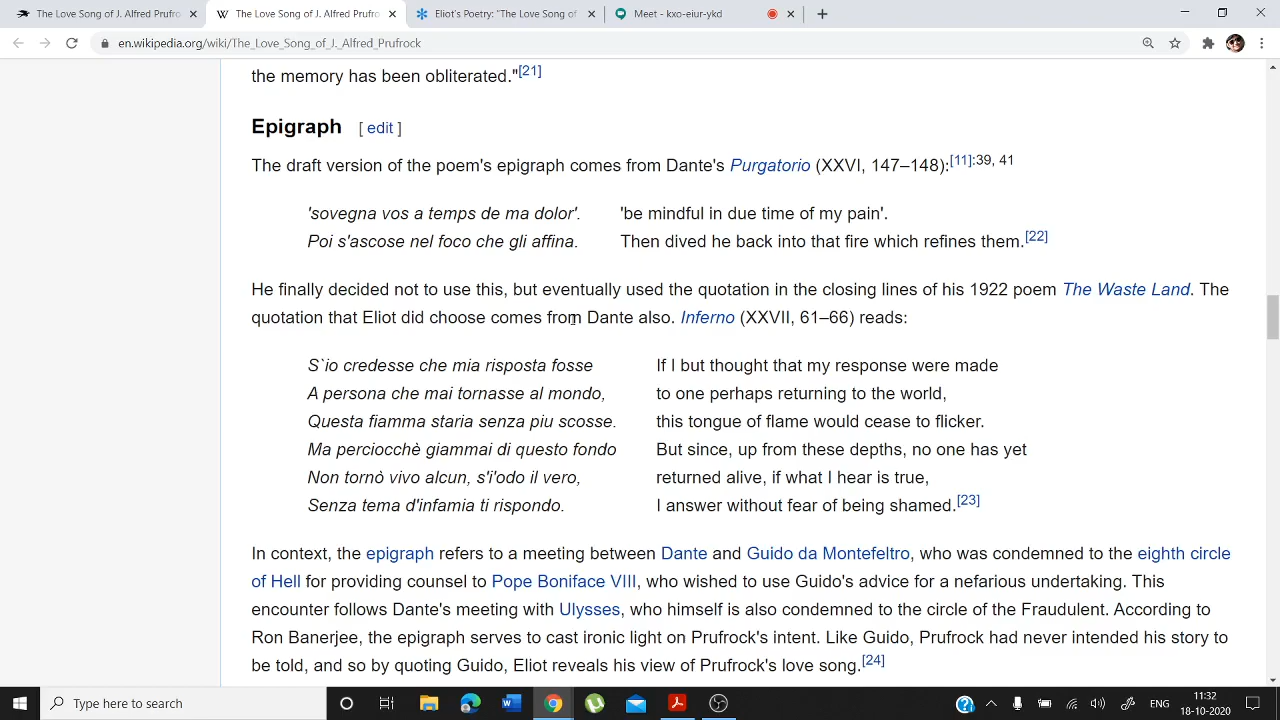 The Love Song of J. Alfred Prufro
The Love Song of J. Alfred Prufro
Eliot's Poetry: "The Love Song of
Meet - kxo-eiur-ykd
en.wikipedia.org/wiki/The_Love_Song_of_J._Alfred_Prufrock
the memory has been obliterated."[21]
Epigraph [ edit ]
The draft version of the poem's epigraph comes from Dante's Purgatorio (XXVI, 147–148):[11]:39, 41
'sovegna vos a temps de ma dolor'. 'be mindful in due time of my pain'.
Poi s'ascose nel foco che gli affina. Then dived he back into that fire which refines them.[22]
He finally decided not to use this, but eventually used the quotation in the closing lines of his 1922 poem The Waste Land. The
quotation that Eliot did choose comes from Dante also. Inferno (XXVII, 61–66) reads:
S`io credesse che mia risposta fosse If I but thought that my response were made
A persona che mai tornasse al mondo, to one perhaps returning to the world,
Questa fiamma staria senza piu scosse. this tongue of flame would cease to flicker.
Ma perciocchè giammai di questo fondo But since, up from these depths, no one has yet
Non tornò vivo alcun, s'i'odo il vero, returned alive, if what I hear is true,
Senza tema d'infamia ti rispondo. I answer without fear of being shamed.[23]
In context, the epigraph refers to a meeting between Dante and Guido da Montefeltro, who was condemned to the eighth circle
of Hell for providing counsel to Pope Boniface VIII, who wished to use Guido's advice for a nefarious undertaking. This
encounter follows Dante's meeting with Ulysses, who himself is also condemned to the circle of the Fraudulent. According to
Ron Banerjee, the epigraph serves to cast ironic light on Prufrock's intent. Like Guido, Prufrock had never intended his story to
be told, and so by quoting Guido, Eliot reveals his view of Prufrock's love song.[24]
Type here to search
ENG
11:32
18-10-2020